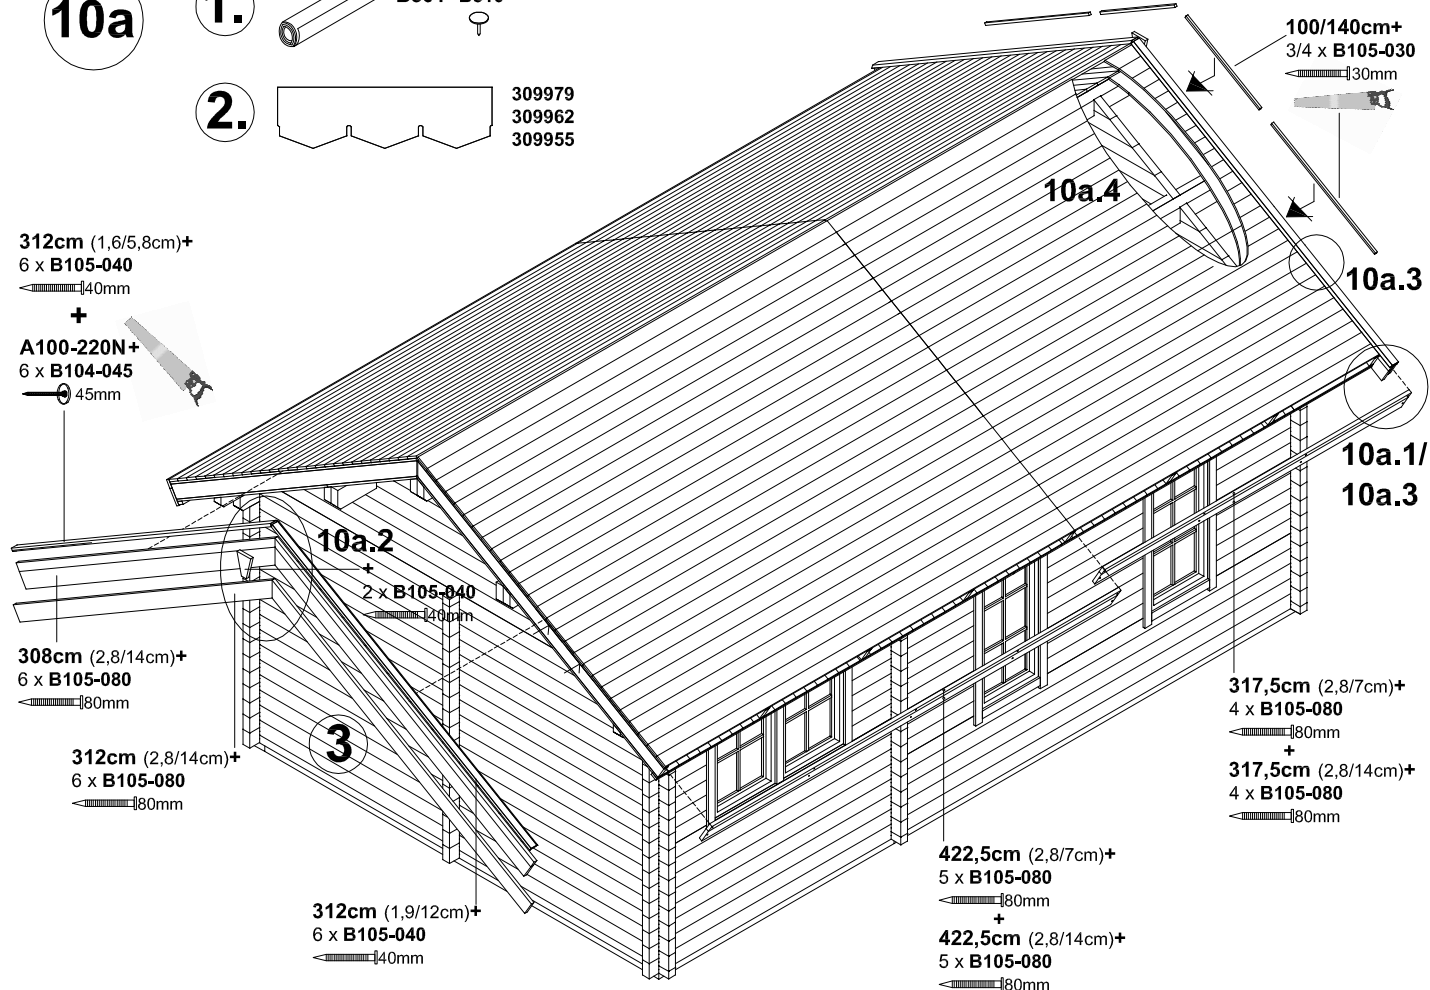 10a
1.
2.
309979
309962
309955
100/140cm+
3/4 x B105-030
30mm
10a.4
10a.3
10a.1/
10a.3
312cm (1,6/5,8cm)+
6 x B105-040
40mm
+
A100-220N+
6 x B104-045
45mm
10a.2
+
2 x B105-040
40mm
308cm (2,8/14cm)+
6 x B105-080
80mm
3
312cm (2,8/14cm)+
6 x B105-080
80mm
317,5cm (2,8/7cm)+
4 x B105-080
80mm
+
317,5cm (2,8/14cm)+
4 x B105-080
80mm
422,5cm (2,8/7cm)+
5 x B105-080
80mm
+
422,5cm (2,8/14cm)+
5 x B105-080
80mm
312cm (1,9/12cm)+
6 x B105-040
40mm